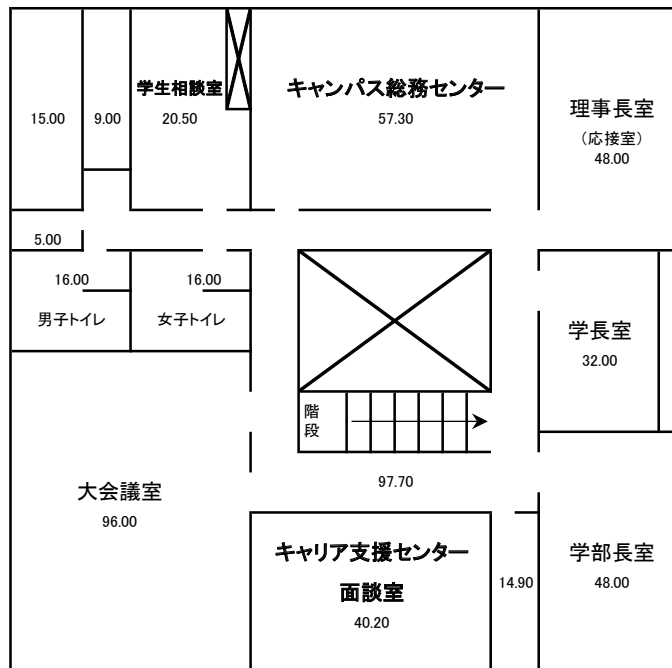 学生相談室
20.50
15.00
9.00
キャンパス総務センター
57.30
理事長室
（応接室）
48.00
5.00
16.00
男子トイレ
16.00
女子トイレ
学長室
32.00
階
段
97.70
大会議室
96.00
キャリア支援センター
面談室
40.20
14.90
学部長室
48.00